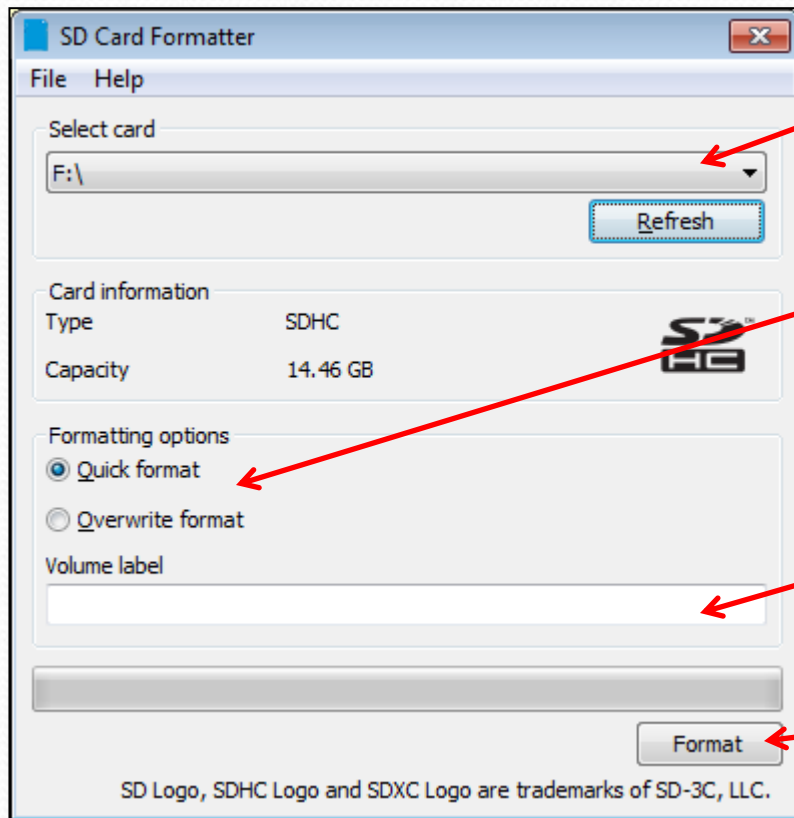 SD Card Formatter
File Help
Select card
F:\
Refresh
Card information
Type SDHC
SD™
HC
Capacity 14.46 GB
Formatting options
Quick format
Overwrite format
Volume label
Format
SD Logo, SDHC Logo and SDXC Logo are trademarks of SD-3C, LLC.